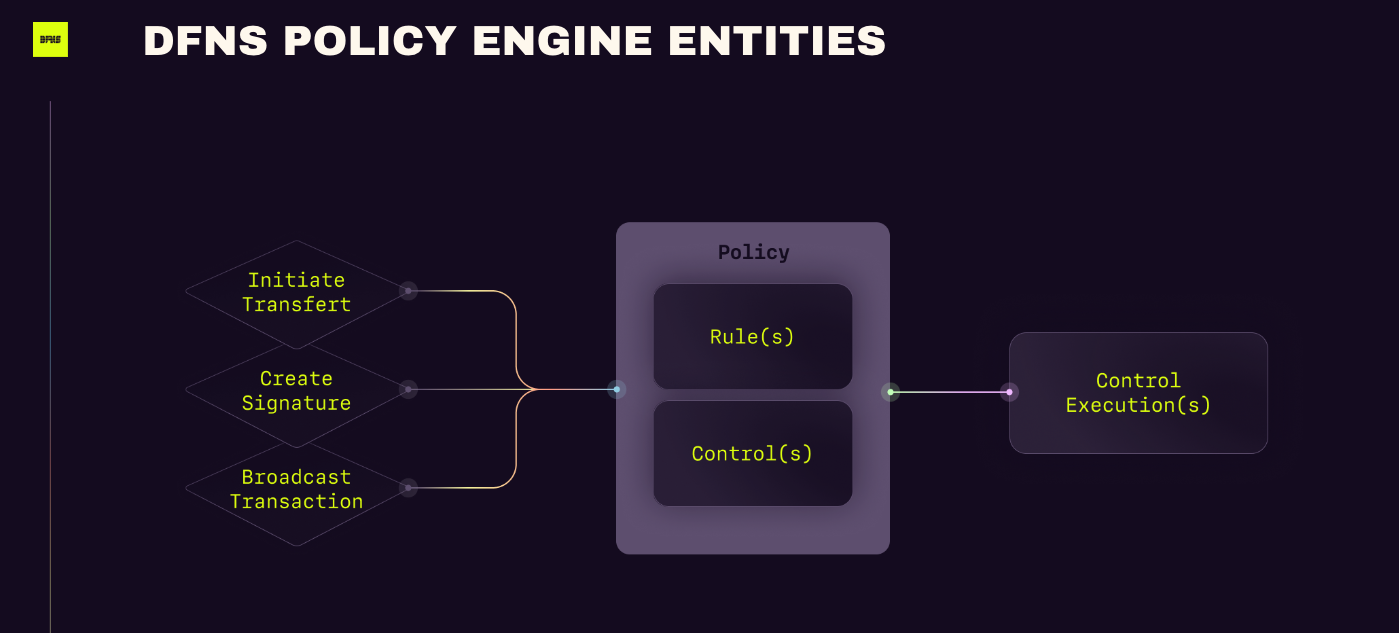 DFNS
DFNS POLICY ENGINE ENTITIES
Initiate
Transfert
Create
Signature
Broadcast
Transaction
Policy
Rule(s)
Control(s)
Control
Execution(s)